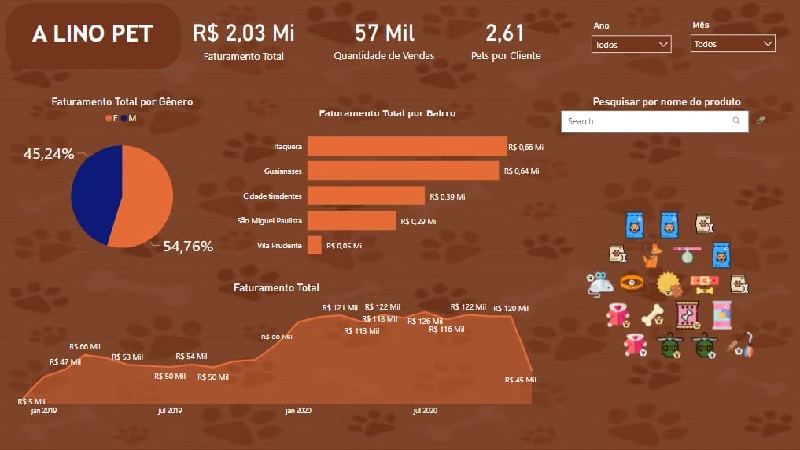 A LINO PET
R$ 2,03 Mi
Faturamento Total
57 Mil
Quantidade de Vendas
2,61
Pets por Cliente
Ano
Todos
Mês
Todos
Faturamento Total por Gênero
F M
45,24%
54,76%
Faturamento Total por Bairro
Itaquera R$ 0,66 Mi
Guaianases R$ 0,64 Mi
Cidade tiradentes R$ 0,39 Mi
São Miguel Paulista R$ 0,29 Mi
Vila Prudente R$ 0,05 Mi
Pesquisar por nome do produto
Search
Faturamento Total
R$ 5 Mil
R$ 47 Mil
R$ 66 Mil
R$ 53 Mil
R$ 50 Mil
R$ 54 Mil
R$ 50 Mil
R$ 121 Mil
R$ 113 Mil
R$ 122 Mil
R$ 118 Mil
R$ 126 Mil
R$ 116 Mil
R$ 122 Mil
R$ 120 Mil
R$ 45 Mil
jan 2019
jul 2019
jan 2020
jul 2020